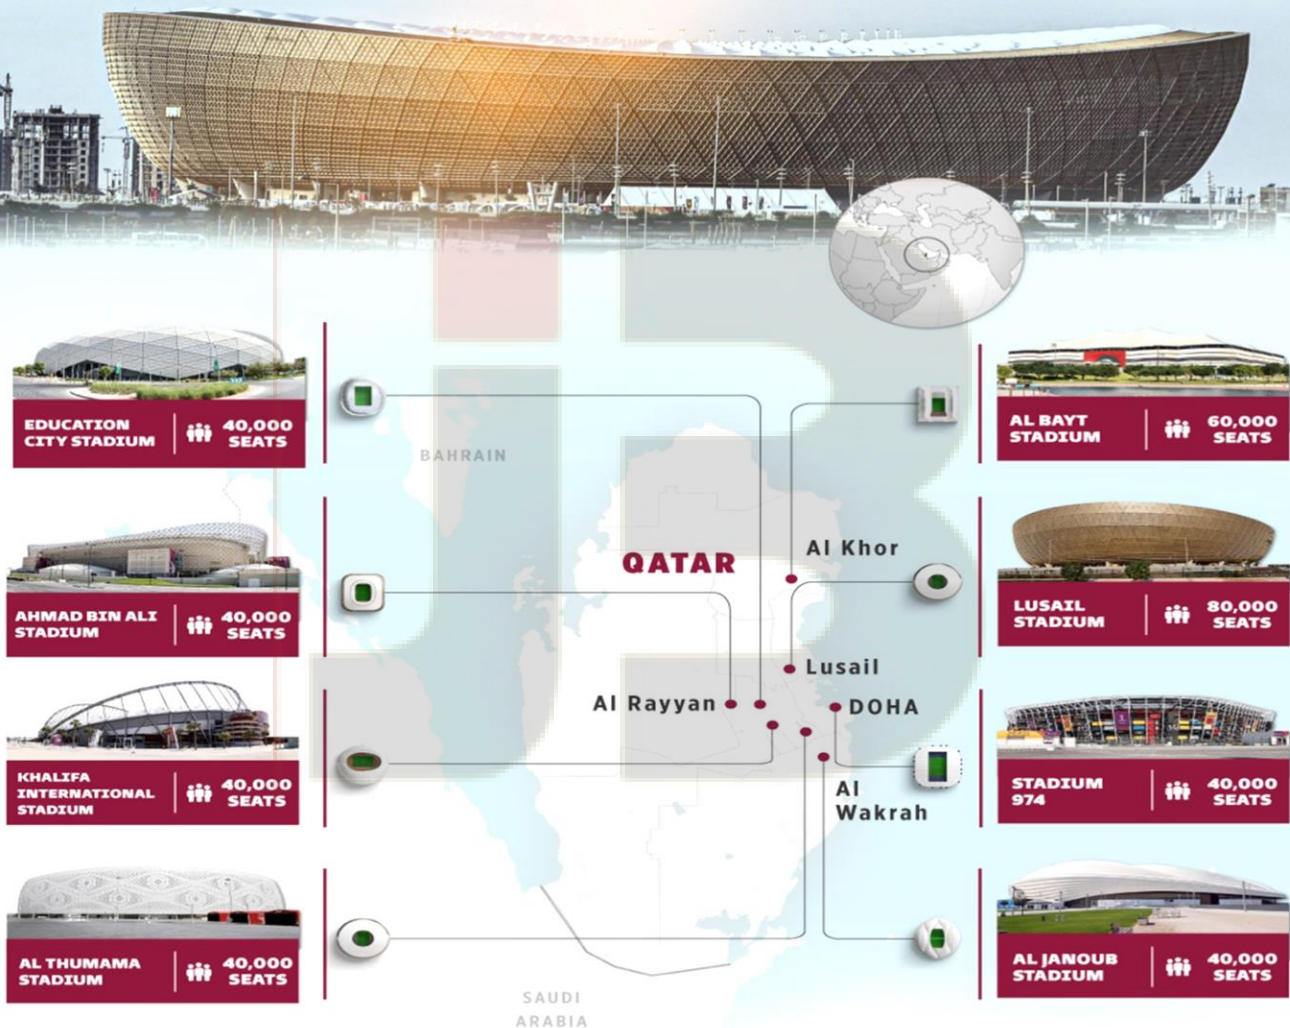 EDUCATION
CITY STADIUM
40,000
SEATS
AHMAD BIN ALI
STADIUM
40,000
SEATS
KHALIFA
INTERNATIONAL
STADIUM
40,000
SEATS
AL THUMAMA
STADIUM
40,000
SEATS
BAHRAIN
QATAR
Al Khor
Lusail
Al Rayyan
DOHA
Al
Wakrah
SAUDI
ARABIA
AL BAYT
STADIUM
60,000
SEATS
LUSAIL
STADIUM
80,000
SEATS
STADIUM
974
40,000
SEATS
AL JANOUB
STADIUM
40,000
SEATS
JB